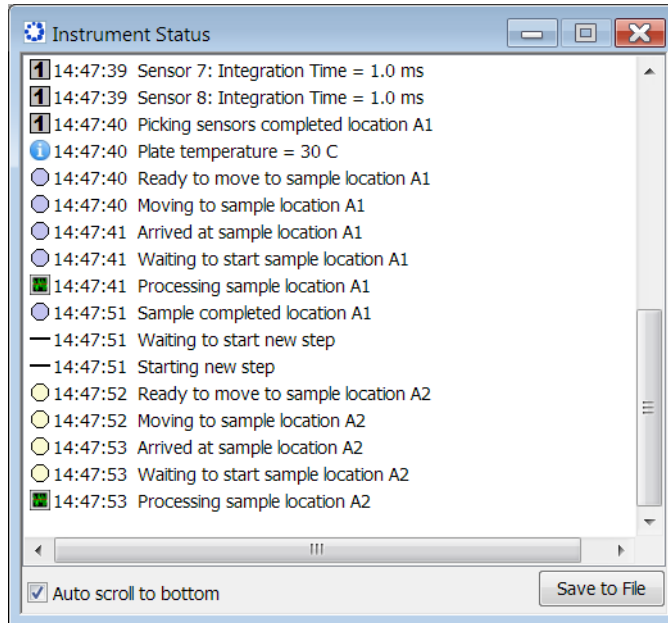 Instrument Status
1 14:47:39 Sensor 7: Integration Time = 1.0 ms
1 14:47:39 Sensor 8: Integration Time = 1.0 ms
1 14:47:40 Picking sensors completed location A1
i 14:47:40 Plate temperature = 30 C
14:47:40 Ready to move to sample location A1
14:47:40 Moving to sample location A1
14:47:41 Arrived at sample location A1
14:47:41 Waiting to start sample location A1
14:47:41 Processing sample location A1
14:47:51 Sample completed location A1
14:47:51 Waiting to start new step
14:47:51 Starting new step
14:47:52 Ready to move to sample location A2
14:47:52 Moving to sample location A2
14:47:53 Arrived at sample location A2
14:47:53 Waiting to start sample location A2
14:47:53 Processing sample location A2
Auto scroll to bottom
Save to File